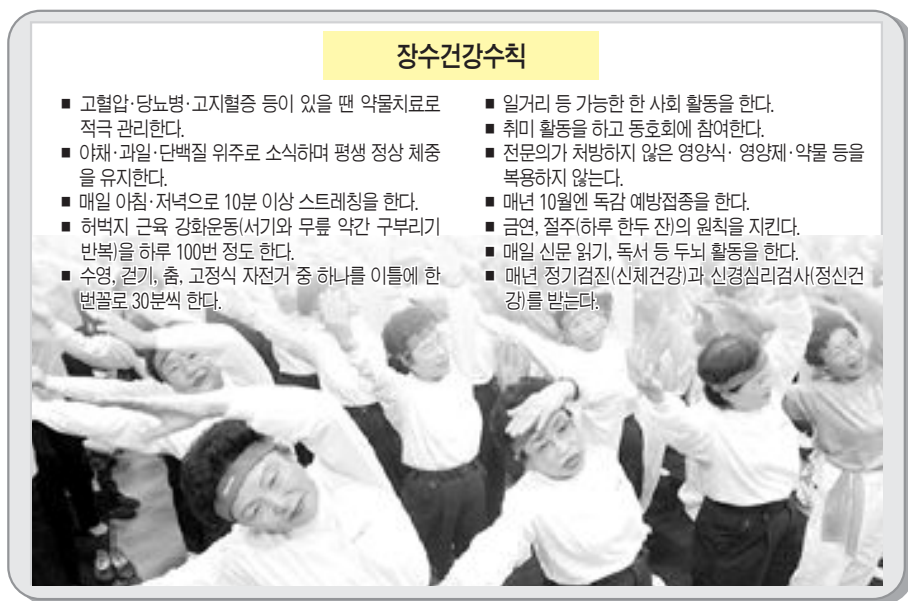 장수건강수칙
■ 고혈압·당뇨병·고지혈증 등이 있을 땐 약물치료로
적극 관리한다.
■ 야채·과일·단백질 위주로 소식하며 평생 정상 체중
을 유지한다.
■ 매일 아침·저녁으로 10분 이상 스트레칭을 한다.
■ 허벅지 근육 강화운동(서기와 무릎 약간 구부리기
반복)을 하루 100번 정도 한다.
■ 수영, 걷기, 춤, 고정식 자전거 중 하나를 이틀에 한
번꼴로 30분씩 한다.
■ 일거리 등 가능한 한 사회 활동을 한다.
■ 취미 활동을 하고 동호회에 참여한다.
■ 전문의가 처방하지 않은 영양식· 영양제·약물 등을
복용하지 않는다.
■ 매년 10월엔 독감 예방접종을 한다.
■ 금연, 절주(하루 한두 잔)의 원칙을 지킨다.
■ 매일 신문 읽기, 독서 등 두뇌 활동을 한다.
■ 매년 정기검진(신체건강)과 신경심리검사(정신건
강)를 받는다.